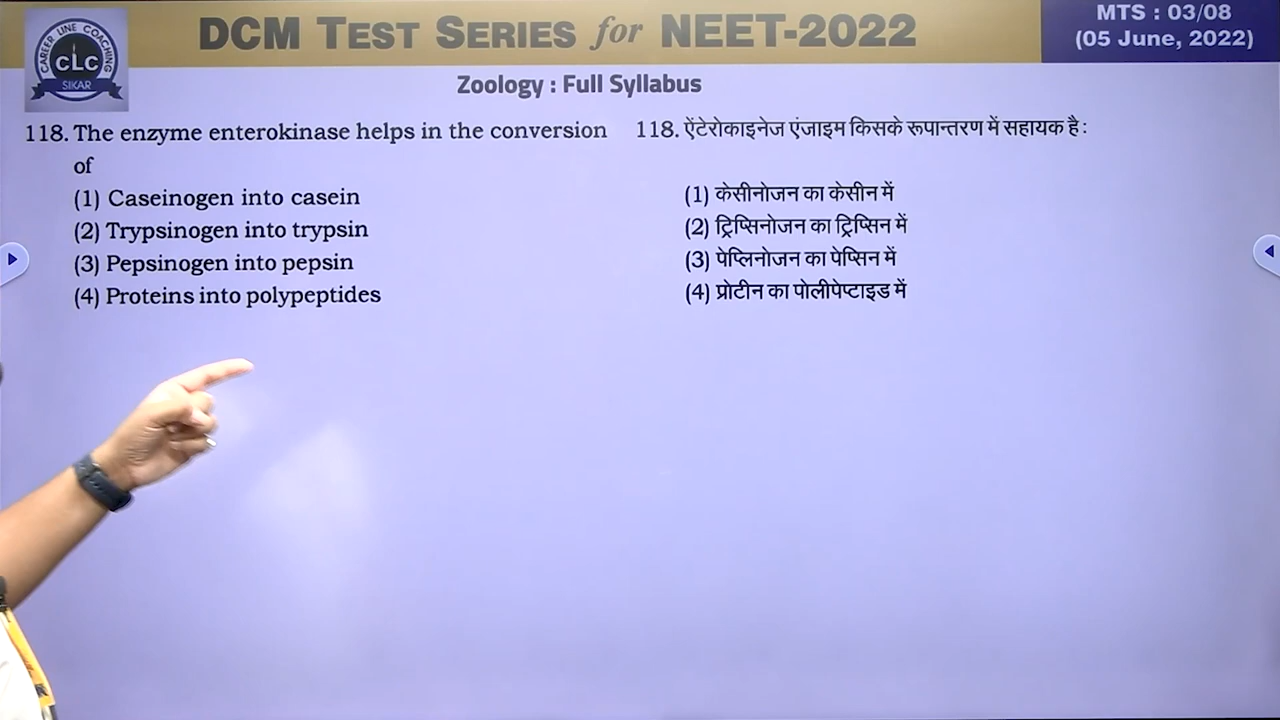 CAREER LINE COACHING
CLC
SIKAR
DCM TEST SERIES for NEET-2022
MTS : 03/08
(05 June, 2022)
Zoology : Full Syllabus
118. The enzyme enterokinase helps in the conversion
of
(1) Caseinogen into casein
(2) Trypsinogen into trypsin
(3) Pepsinogen into pepsin
(4) Proteins into polypeptides
118. ऐंटेरोकाइनेज एंजाइम किसके रूपान्तरण में सहायक है :
(1) केसीनोजन का केसीन में
(2) ट्रिप्सिनोजन का ट्रिप्सिन में
(3) पेप्लिनोजन का पेप्सिन में
(4) प्रोटीन का पोलीपेप्टाइड में